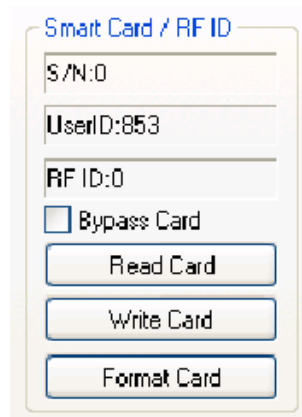 Smart Card / RF ID
S/N:0
UserID:853
RF ID:0
Bypass Card
Read Card
Write Card
Format Card